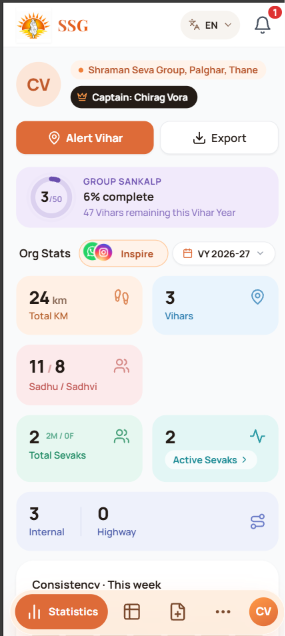 SSG
EN
1
CV
Shraman Seva Group, Palghar, Thane
Captain: Chirag Vora
Alert Vihar
Export
3/50
GROUP SANKALP
6% complete
47 Vihars remaining this Vihar Year
Org Stats
Inspire
VY 2026-27
24 km
Total KM
3
Vihars
11 / 8
Sadhu / Sadhvi
2 2M / 0F
Total Sevaks
2
Active Sevaks >
3
Internal
0
Highway
Consistency · This week
Statistics
CV